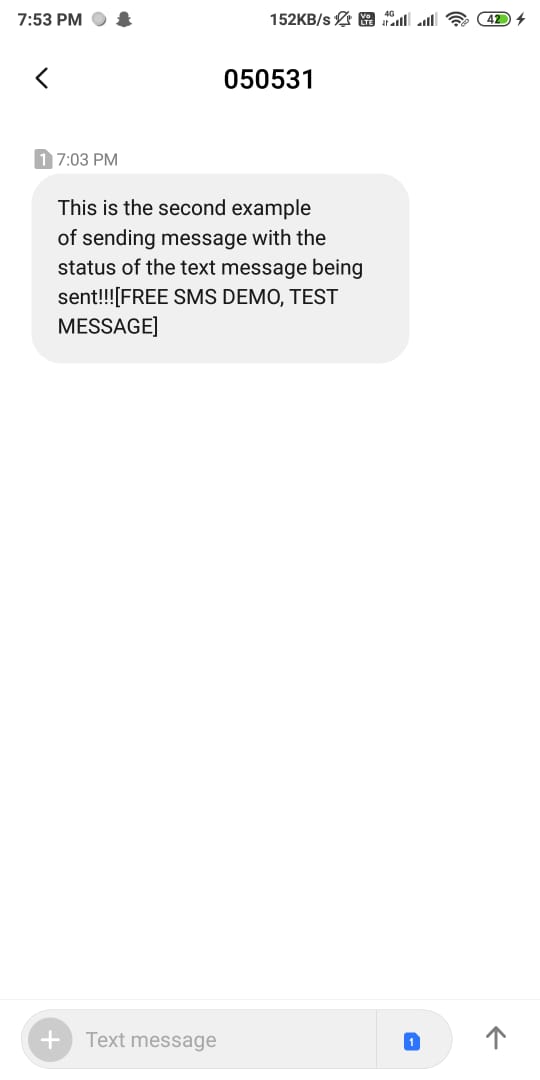 7:53 PM 152KB/s Vo LTE 4G 42
050531
1 7:03 PM
This is the second example
of sending message with the
status of the text message being
sent!!![FREE SMS DEMO, TEST
MESSAGE]
Text message 1